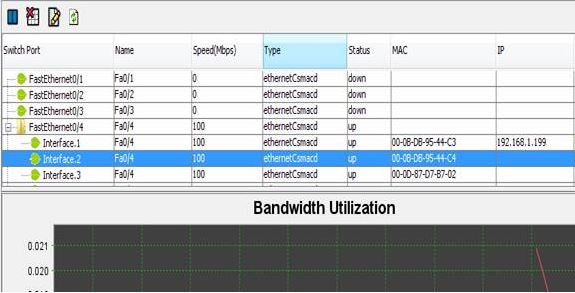 Switch Port Name Speed(Mbps) Type Status MAC IP
FastEthernet0/1 Fa0/1 0 ethernetCsmacd down
FastEthernet0/2 Fa0/2 0 ethernetCsmacd down
FastEthernet0/3 Fa0/3 0 ethernetCsmacd down
FastEthernet0/4 Fa0/4 100 ethernetCsmacd up
Interface.1 Fa0/4 100 ethernetCsmacd up 00-0B-DB-95-44-C3 192.168.1.199
Interface.2 Fa0/4 100 ethernetCsmacd up 00-0B-DB-95-44-C4
Interface.3 Fa0/4 100 ethernetCsmacd up 00-0D-87-D7-B7-02
Bandwidth Utilization
0.021
0.020